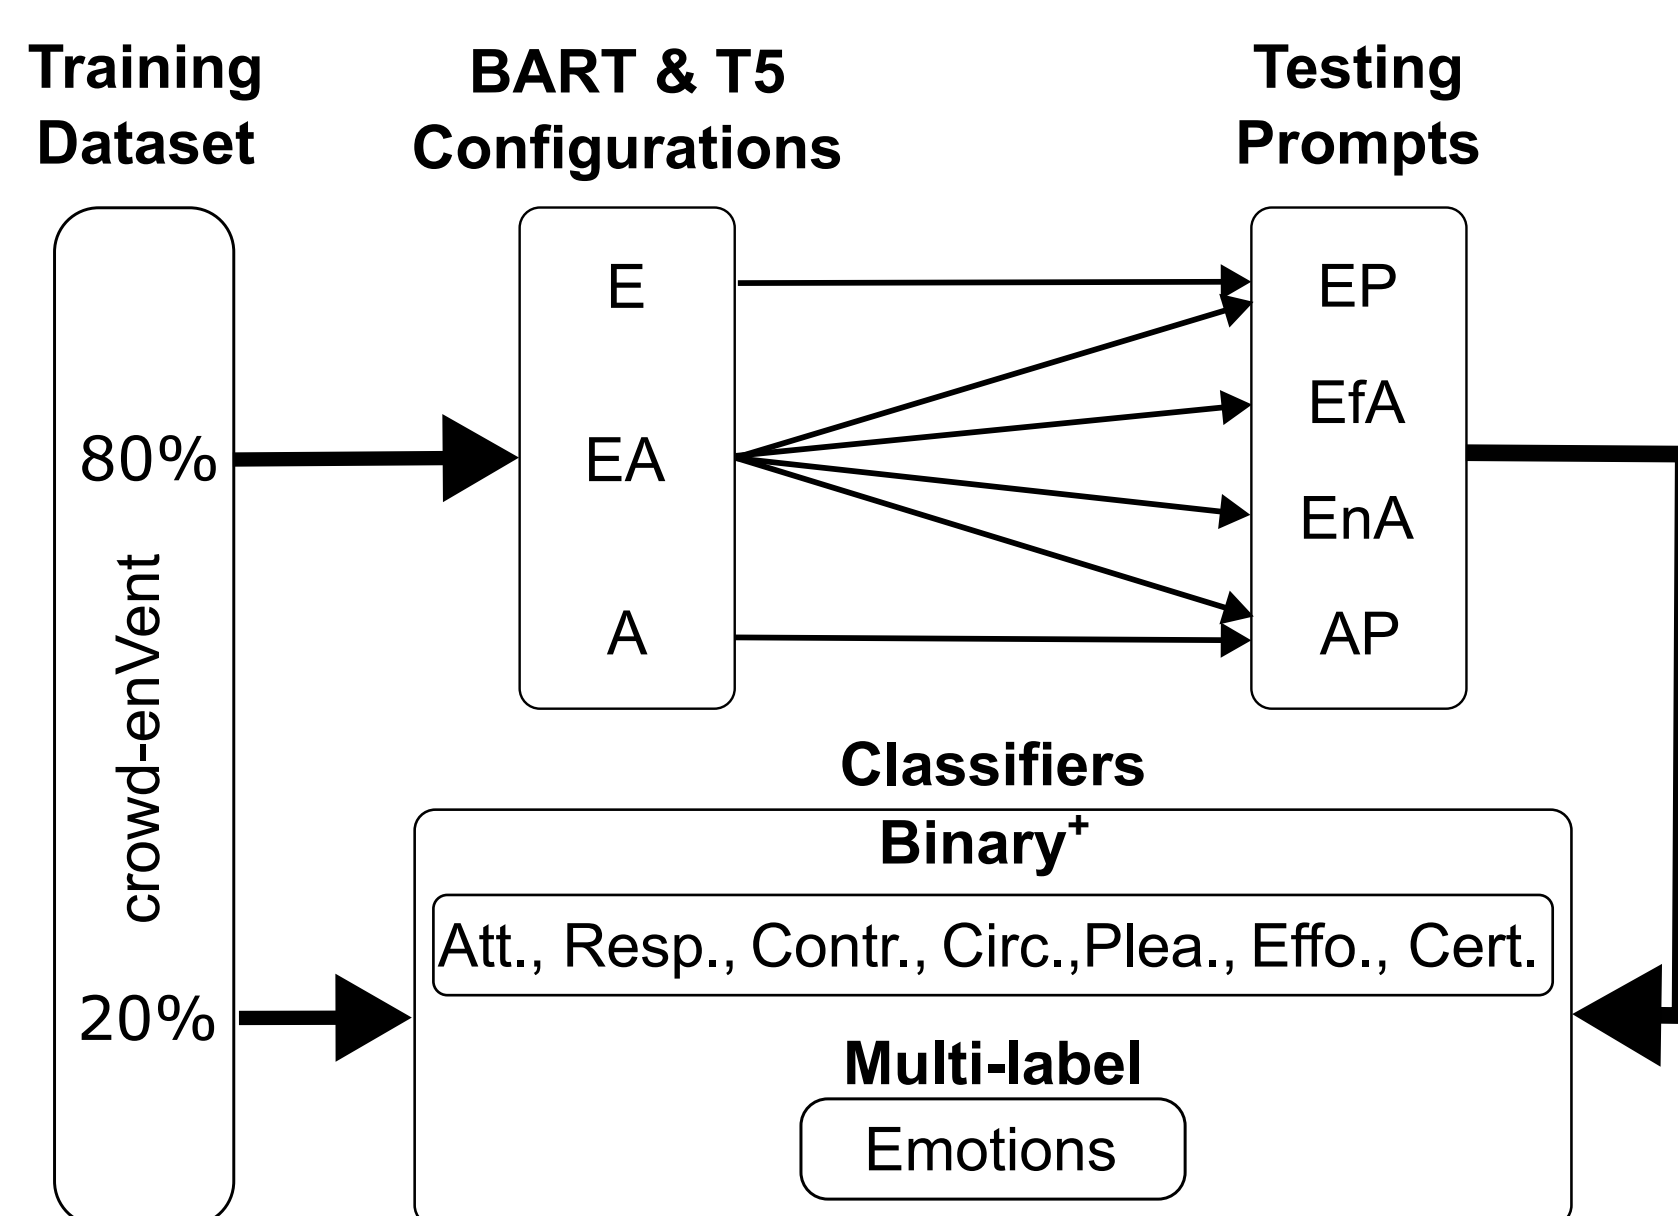 Training
Dataset
BART & T5
Configurations
Testing
Prompts
80%
crowd-enVent
20%
E
EA
A
EP
EfA
EnA
AP
Classifiers
Binary+
Att., Resp., Contr., Circ.,Plea., Effo., Cert.
Multi-label
Emotions